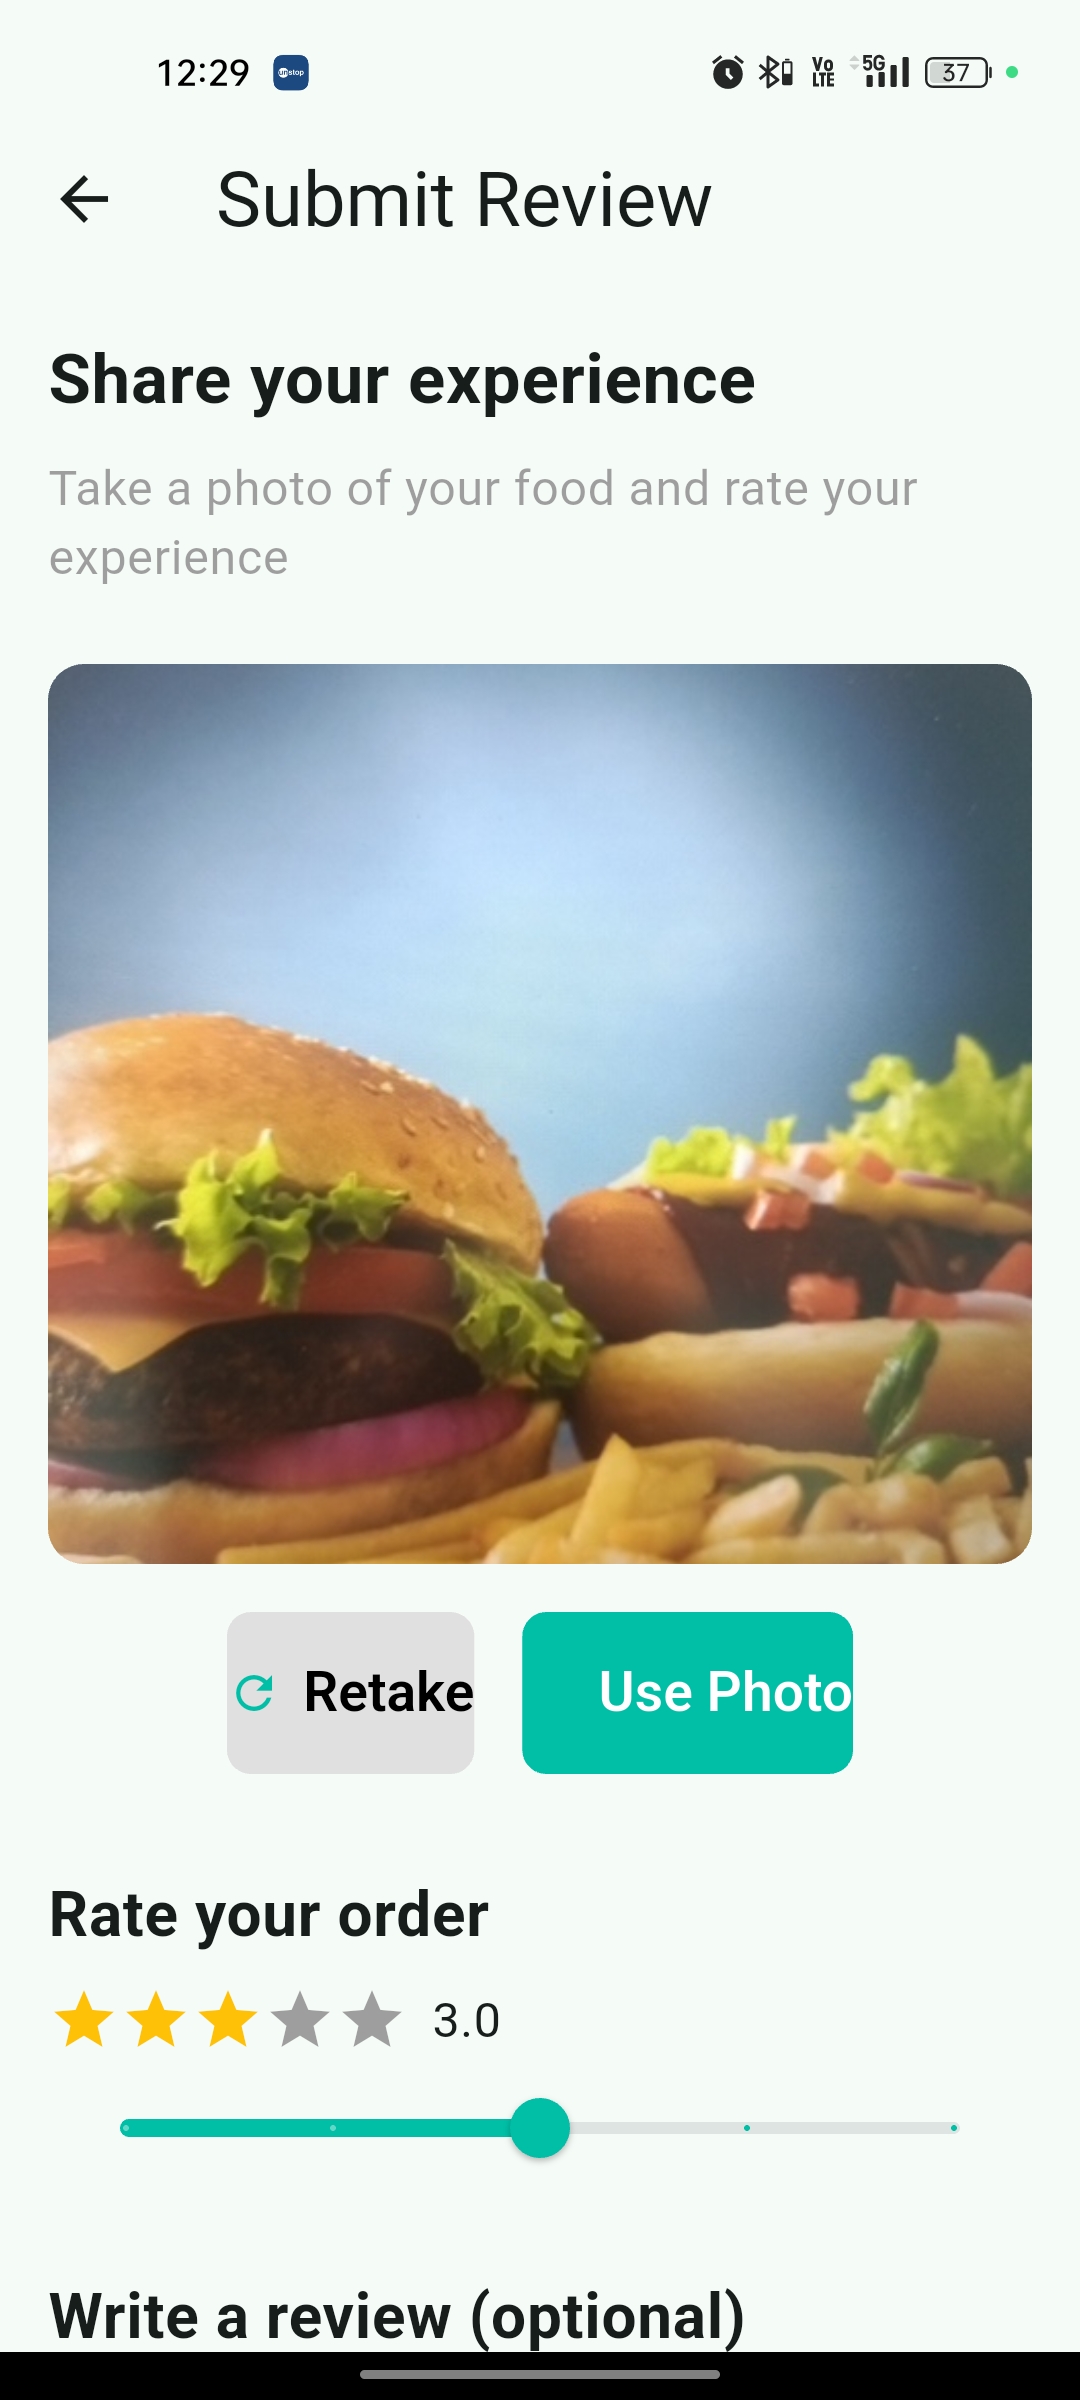 12:29
unstop
Vo
LTE
5G
37
Submit Review
Share your experience
Take a photo of your food and rate your
experience
Retake
Use Photo
Rate your order
3.0
Write a review (optional)